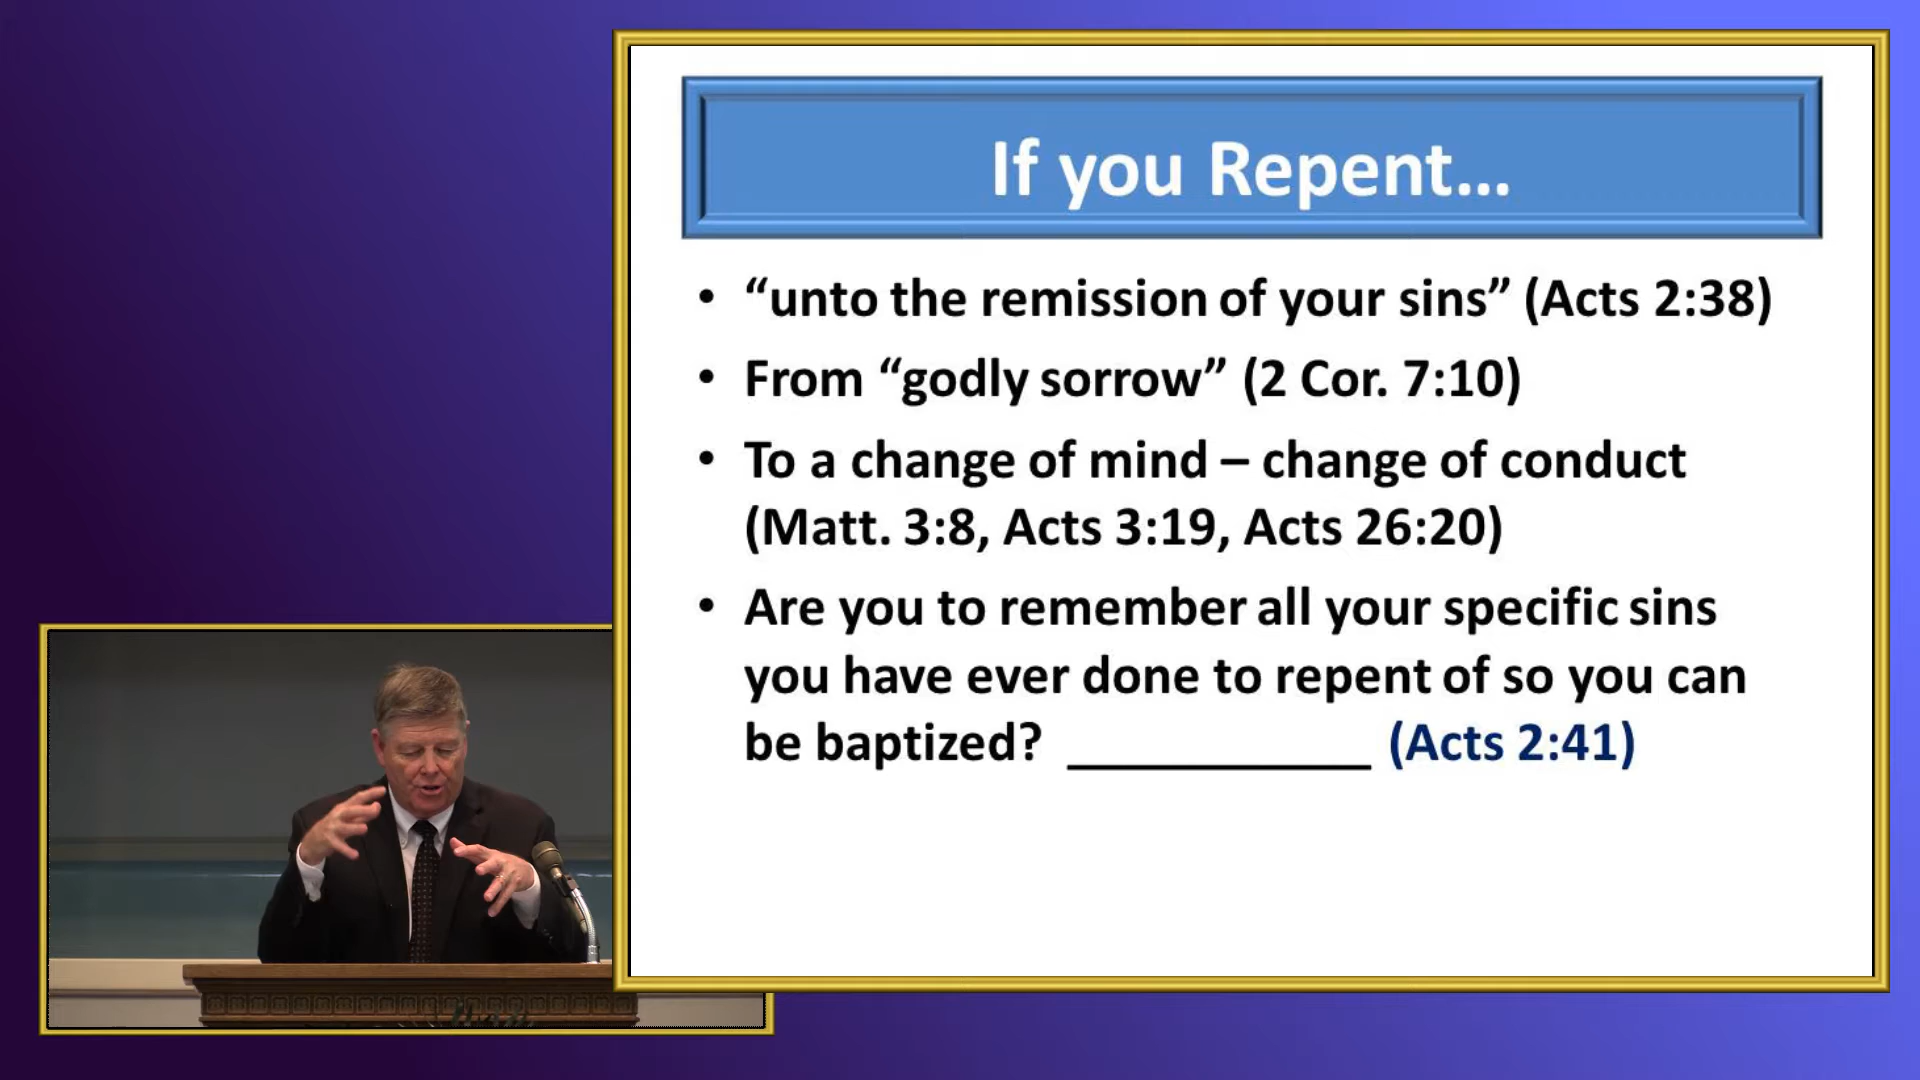 If you Repent...
• “unto the remission of your sins” (Acts 2:38)
• From “godly sorrow” (2 Cor. 7:10)
• To a change of mind – change of conduct
(Matt. 3:8, Acts 3:19, Acts 26:20)
• Are you to remember all your specific sins
you have ever done to repent of so you can
be baptized? ___________ (Acts 2:41)